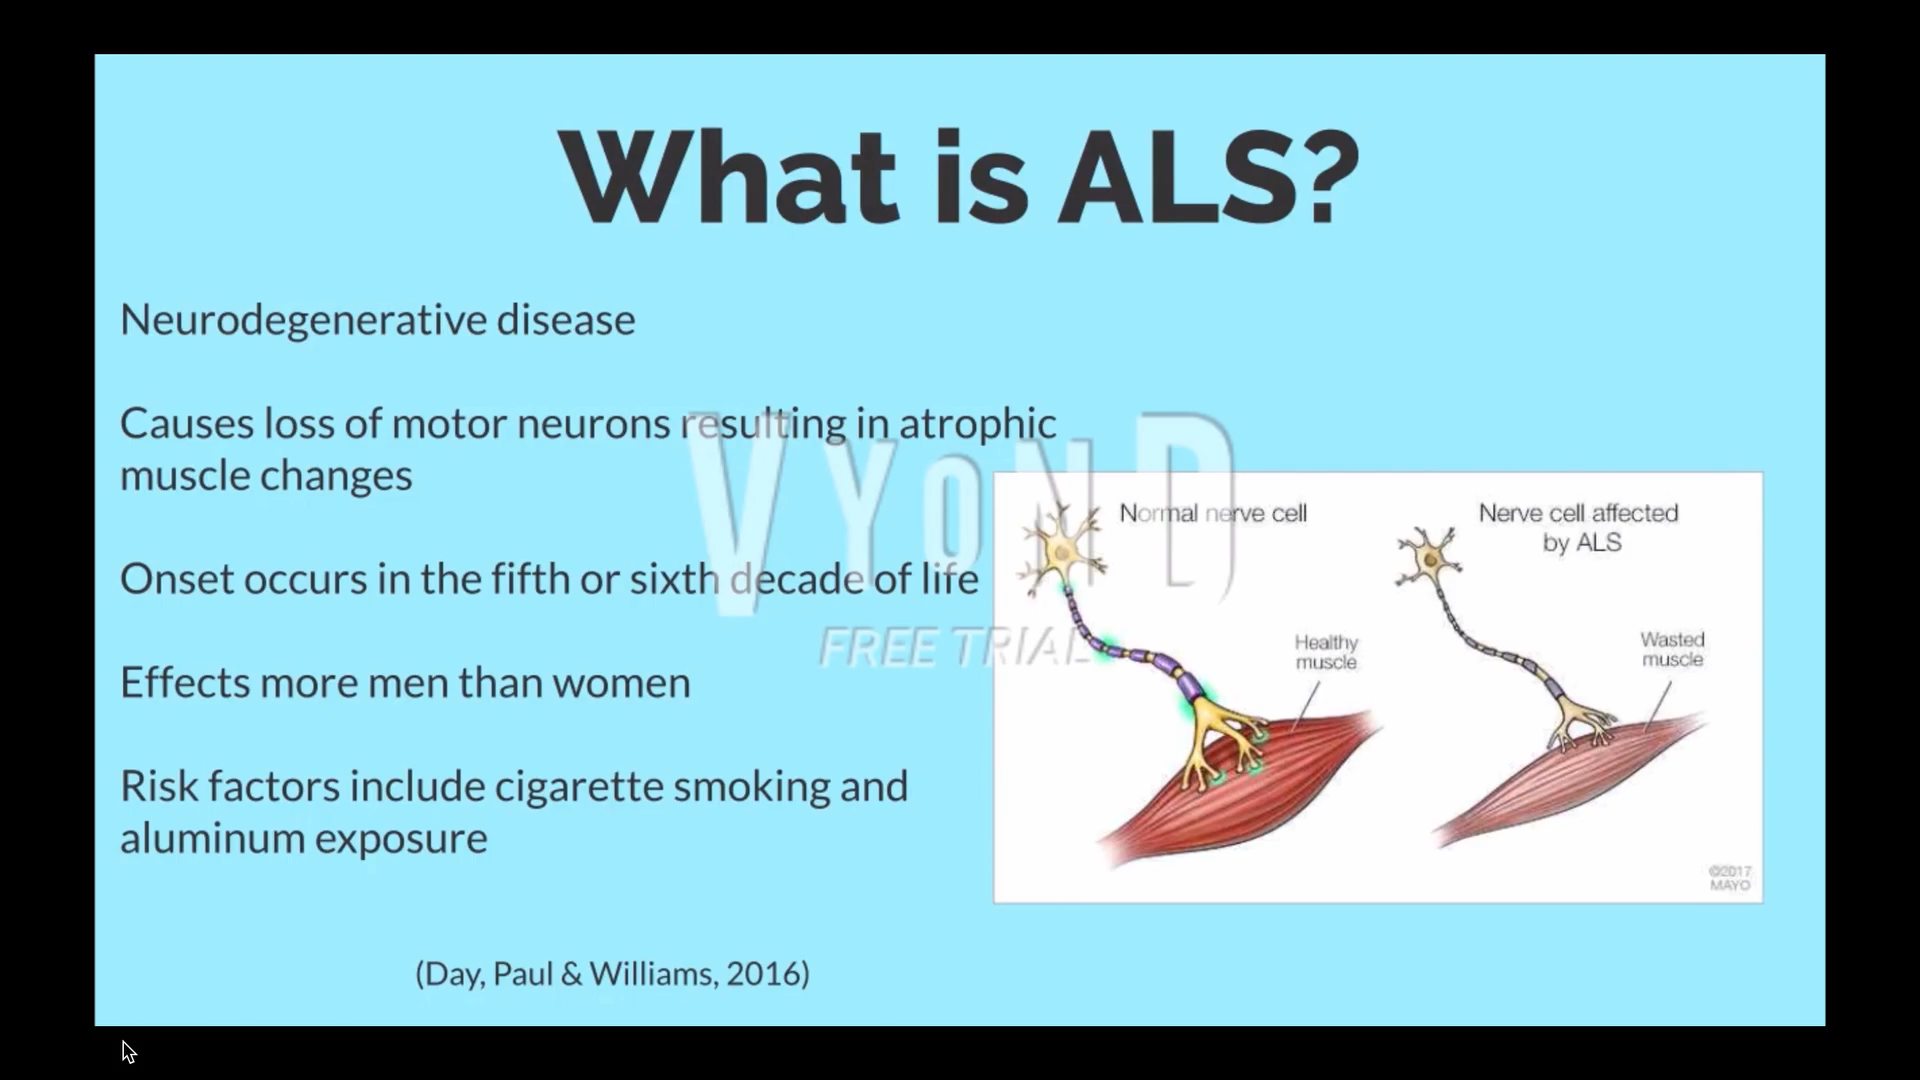 What is ALS?
Neurodegenerative disease
Causes loss of motor neurons resulting in atrophic
muscle changes
Onset occurs in the fifth or sixth decade of life
Effects more men than women
Risk factors include cigarette smoking and
aluminum exposure
(Day, Paul & Williams, 2016)
Normal nerve cell
Healthy
muscle
Nerve cell affected
by ALS
Wasted
muscle
©2017
MAYO
VYOND
FREE TRIAL